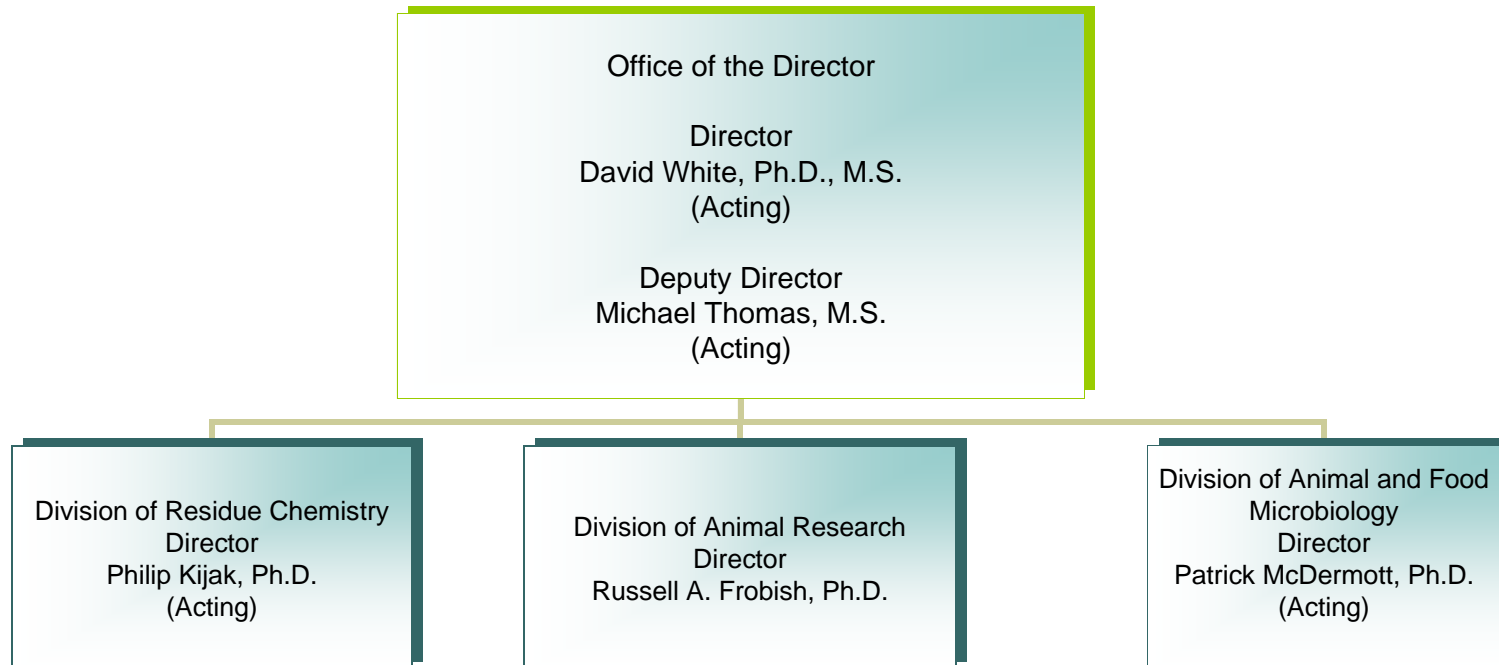 Office of the Director
Director
David White, Ph.D., M.S.
(Acting)
Deputy Director
Michael Thomas, M.S.
(Acting)
Division of Residue Chemistry
Director
Philip Kijak, Ph.D.
(Acting)
Division of Animal Research
Director
Russell A. Frobish, Ph.D.
Division of Animal and Food
Microbiology
Director
Patrick McDermott, Ph.D.
(Acting)